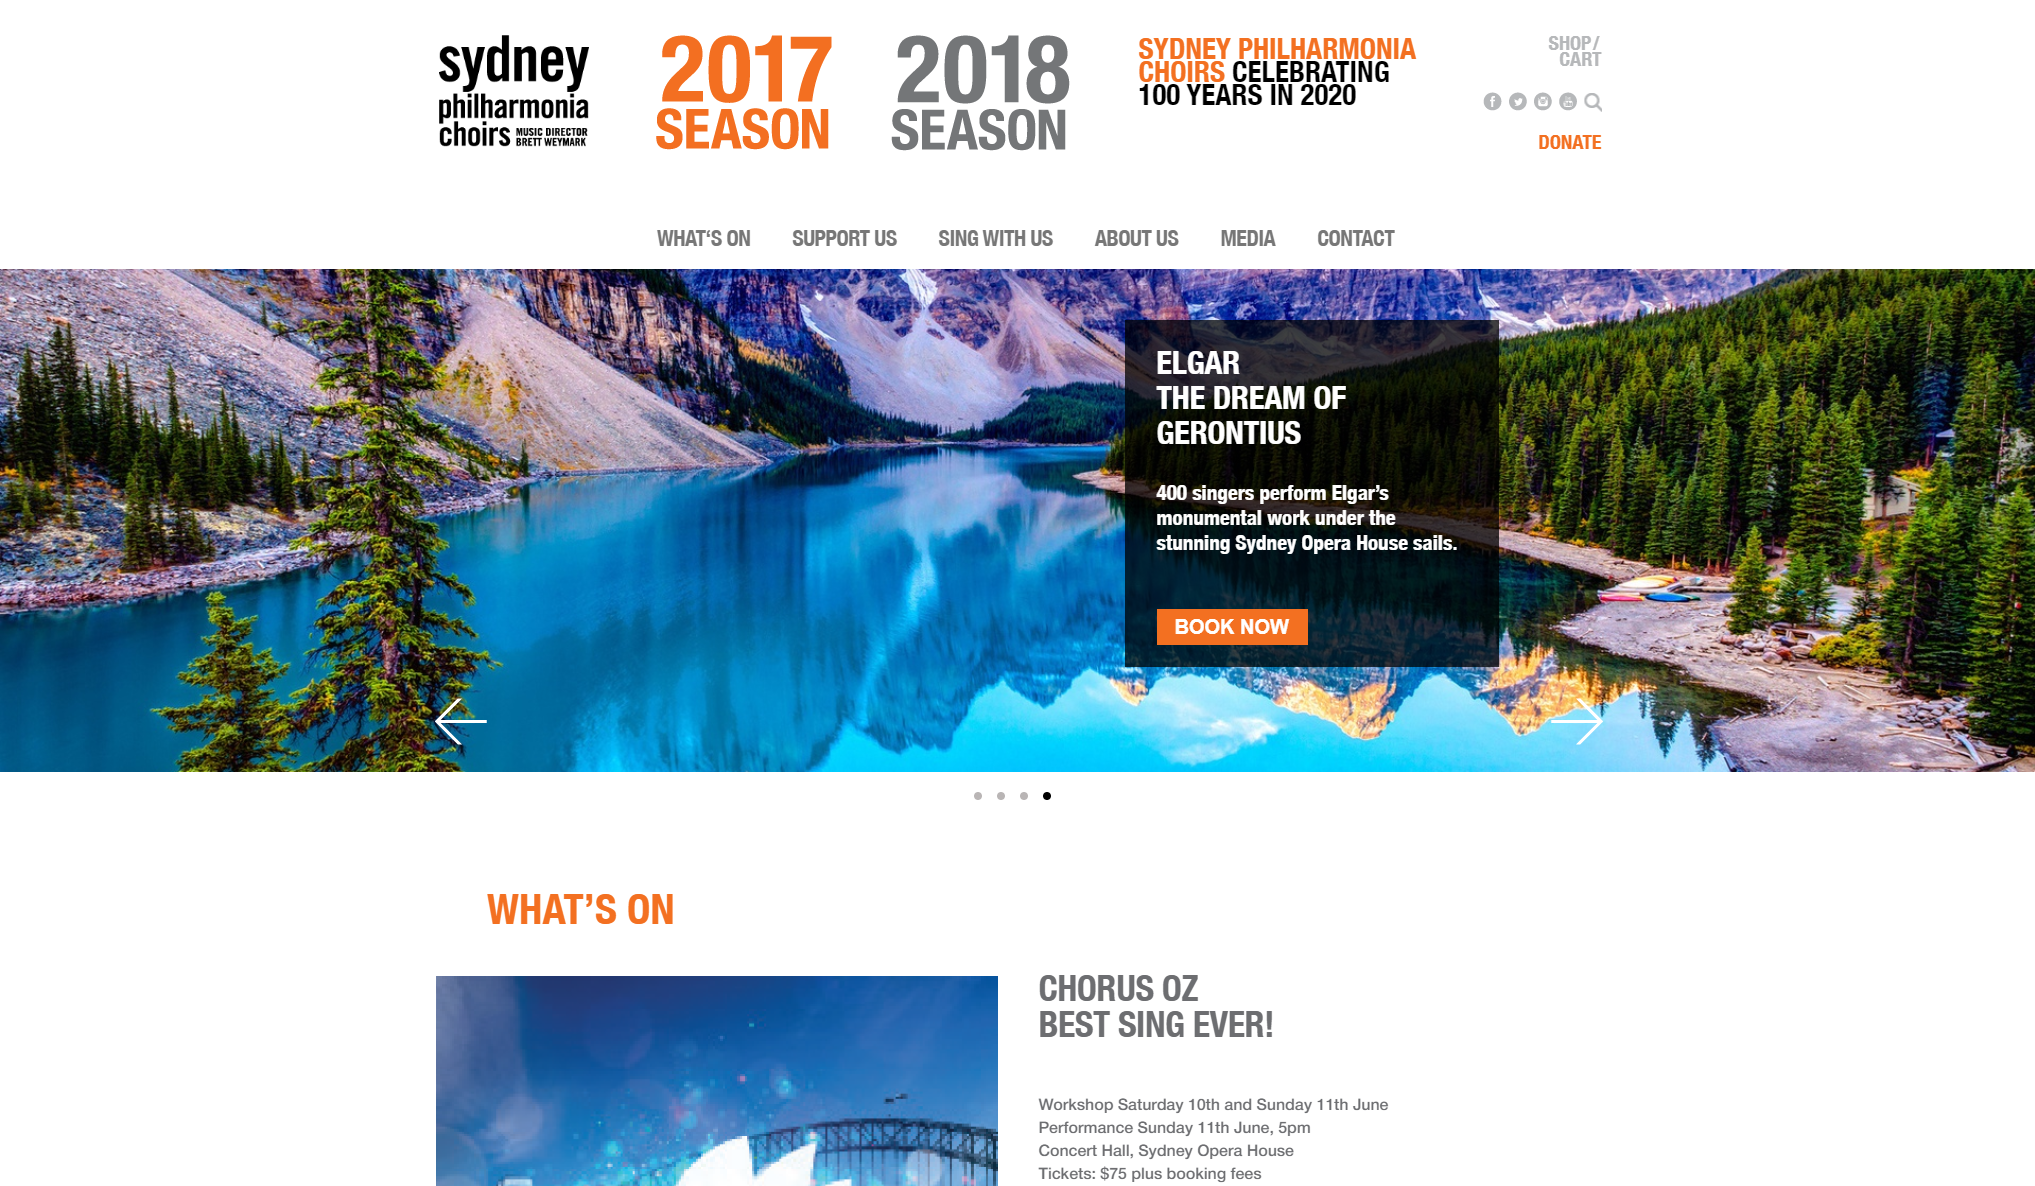 sydney
philharmonia
choirs MUSIC DIRECTOR
BRETT WEYMARK
2017
SEASON
2018
SEASON
SYDNEY PHILHARMONIA
CHOIRS CELEBRATING
100 YEARS IN 2020
SHOP/
CART
DONATE
WHAT‘S ON SUPPORT US SING WITH US ABOUT US MEDIA CONTACT
ELGAR
THE DREAM OF
GERONTIUS
400 singers perform Elgar’s
monumental work under the
stunning Sydney Opera House sails.
BOOK NOW
WHAT’S ON
CHORUS OZ
BEST SING EVER!
Workshop Saturday 10th and Sunday 11th June
Performance Sunday 11th June, 5pm
Concert Hall, Sydney Opera House
Tickets: $75 plus booking fees